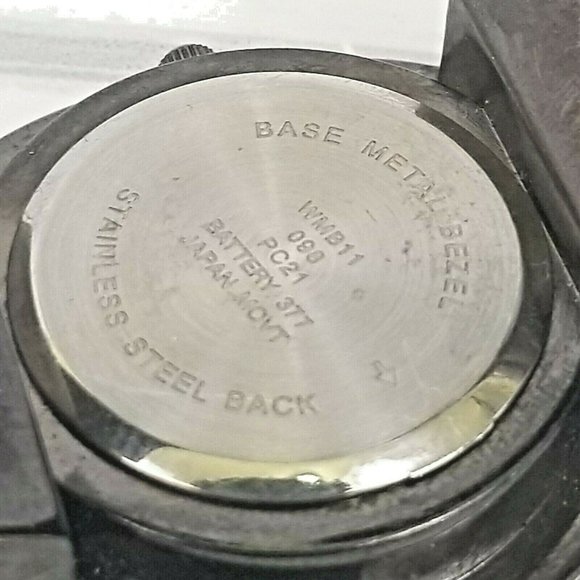 BASE METAL BEZEL
WMB11
090
PC21
BATTERY 377
JAPAN MOVT
STAINLESS STEEL BACK